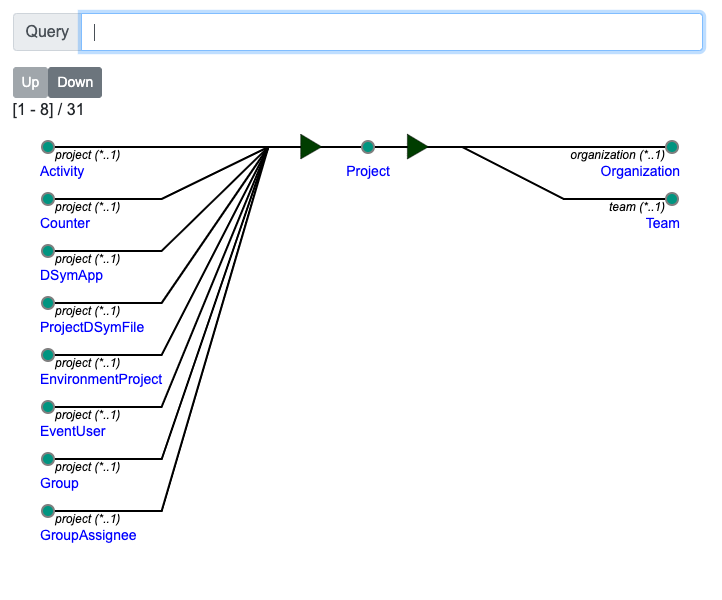 Query
Up Down
[1 - 8] / 31
project (*..1) organization (*..1)
Activity Project Organization
project (*..1) team (*..1)
Counter Team
project (*..1)
DSymApp
project (*..1)
ProjectDSymFile
project (*..1)
EnvironmentProject
project (*..1)
EventUser
project (*..1)
Group
project (*..1)
GroupAssignee